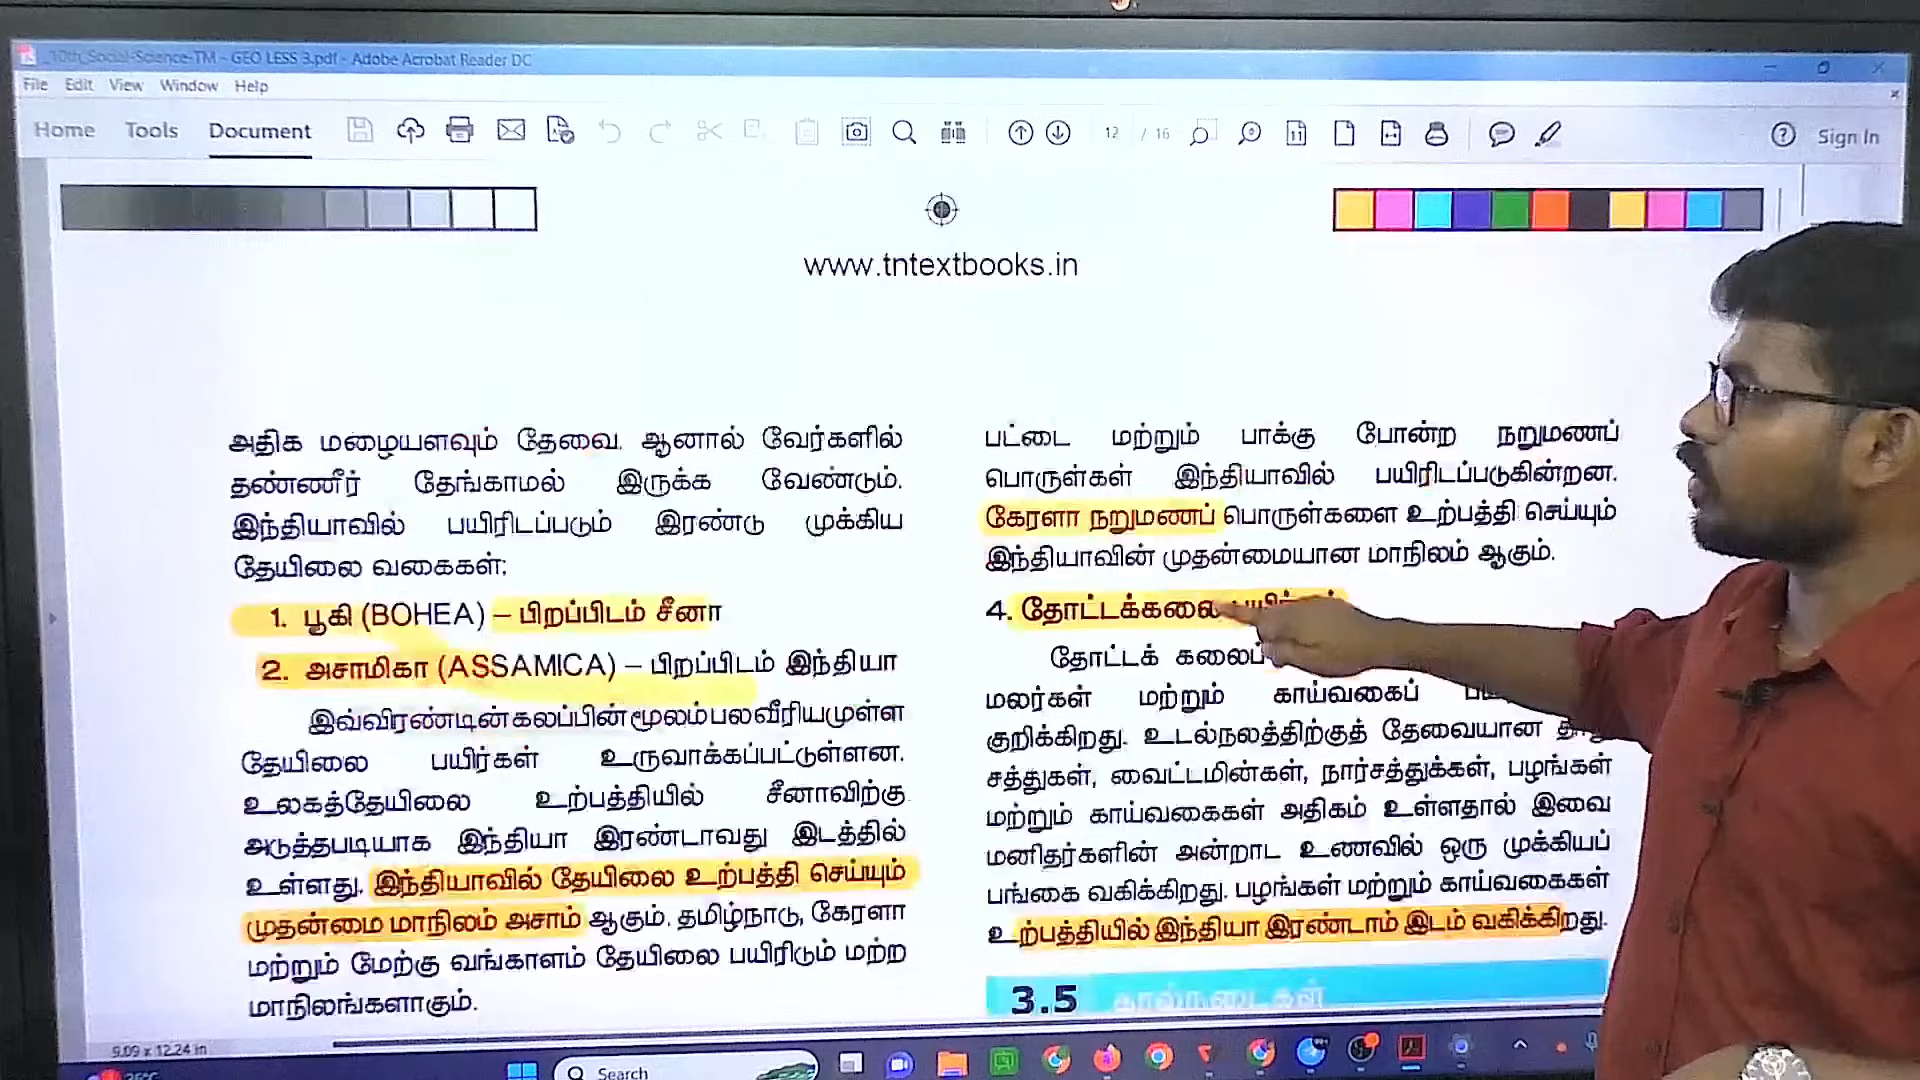 _10th_Social-Science-TM - GEO LESS 3.pdf - Adobe Acrobat Reader DC
File Edit View Window Help
Home Tools Document 12 / 16 Sign In
www.tntextbooks.in
அதிக மழையளவும் தேவை. ஆனால் வேர்களில்
தண்ணீர் தேங்காமல் இருக்க வேண்டும்.
இந்தியாவில் பயிரிடப்படும் இரண்டு முக்கிய
தேயிலை வகைகள்:
1. பூகி (BOHEA) – பிறப்பிடம் சீனா
2. அசாமிகா (ASSAMICA) – பிறப்பிடம் இந்தியா
இவ்விரண்டின் கலப்பின் மூலம் பல வீரியமுள்ள
தேயிலை பயிர்கள் உருவாக்கப்பட்டுள்ளன.
உலகத்தேயிலை உற்பத்தியில் சீனாவிற்கு
அடுத்தபடியாக இந்தியா இரண்டாவது இடத்தில்
உள்ளது. இந்தியாவில் தேயிலை உற்பத்தி செய்யும்
முதன்மை மாநிலம் அசாம் ஆகும். தமிழ்நாடு, கேரளா
மற்றும் மேற்கு வங்காளம் தேயிலை பயிரிடும் மற்ற
மாநிலங்களாகும்.
பட்டை மற்றும் பாக்கு போன்ற நறுமணப்
பொருள்கள் இந்தியாவில் பயிரிடப்படுகின்றன.
கேரளா நறுமணப் பொருள்களை உற்பத்தி செய்யும்
இந்தியாவின் முதன்மையான மாநிலம் ஆகும்.
4. தோட்டக்கலை
தோட்டக் கலைப்
மலர்கள் மற்றும் காய்வகைப்
குறிக்கிறது. உடல்நலத்திற்குத் தேவையான
சத்துகள், வைட்டமின்கள், நார்சத்துக்கள், பழங்கள்
மற்றும் காய்வகைகள் அதிகம் உள்ளதால் இவை
மனிதர்களின் அன்றாட உணவில் ஒரு முக்கியப்
பங்கை வகிக்கிறது. பழங்கள் மற்றும் காய்வகைகள்
உற்பத்தியில் இந்தியா இரண்டாம் இடம் வகிக்கிறது.
3.5 கால்நடைகள்
9.09 x 12.24 in
Search